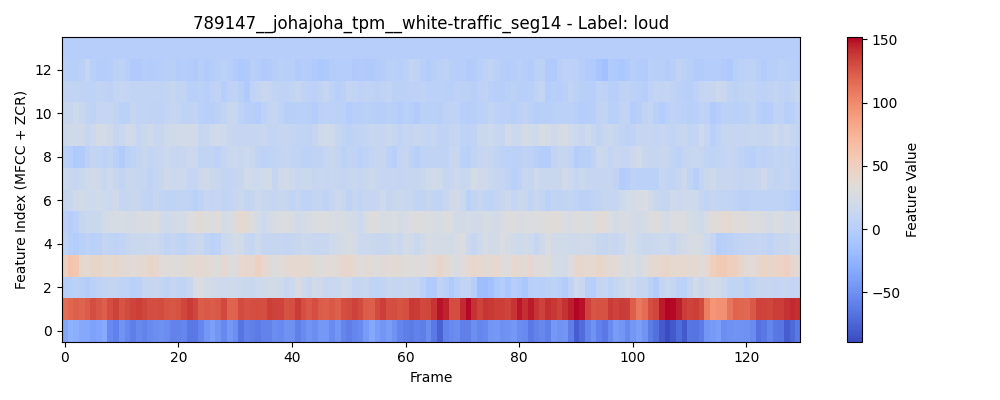 789147__johajoha_tpm__white-traffic_seg14 - Label: loud
Feature Index (MFCC + ZCR)
12
10
8
6
4
2
0
0 20 40 60 80 100 120
Frame
150
100
50
0
−50
Feature Value